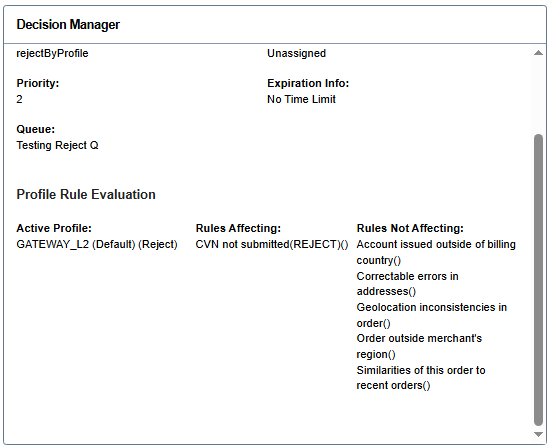 Decision Manager
rejectByProfile Unassigned
Priority: Expiration Info:
2 No Time Limit
Queue:
Testing Reject Q
Profile Rule Evaluation
Active Profile: Rules Affecting: Rules Not Affecting:
GATEWAY_L2 (Default) (Reject) CVN not submitted(REJECT)() Account issued outside of billing
country()
Correctable errors in
addresses()
Geolocation inconsistencies in
order()
Order outside merchant's
region()
Similarities of this order to
recent orders()